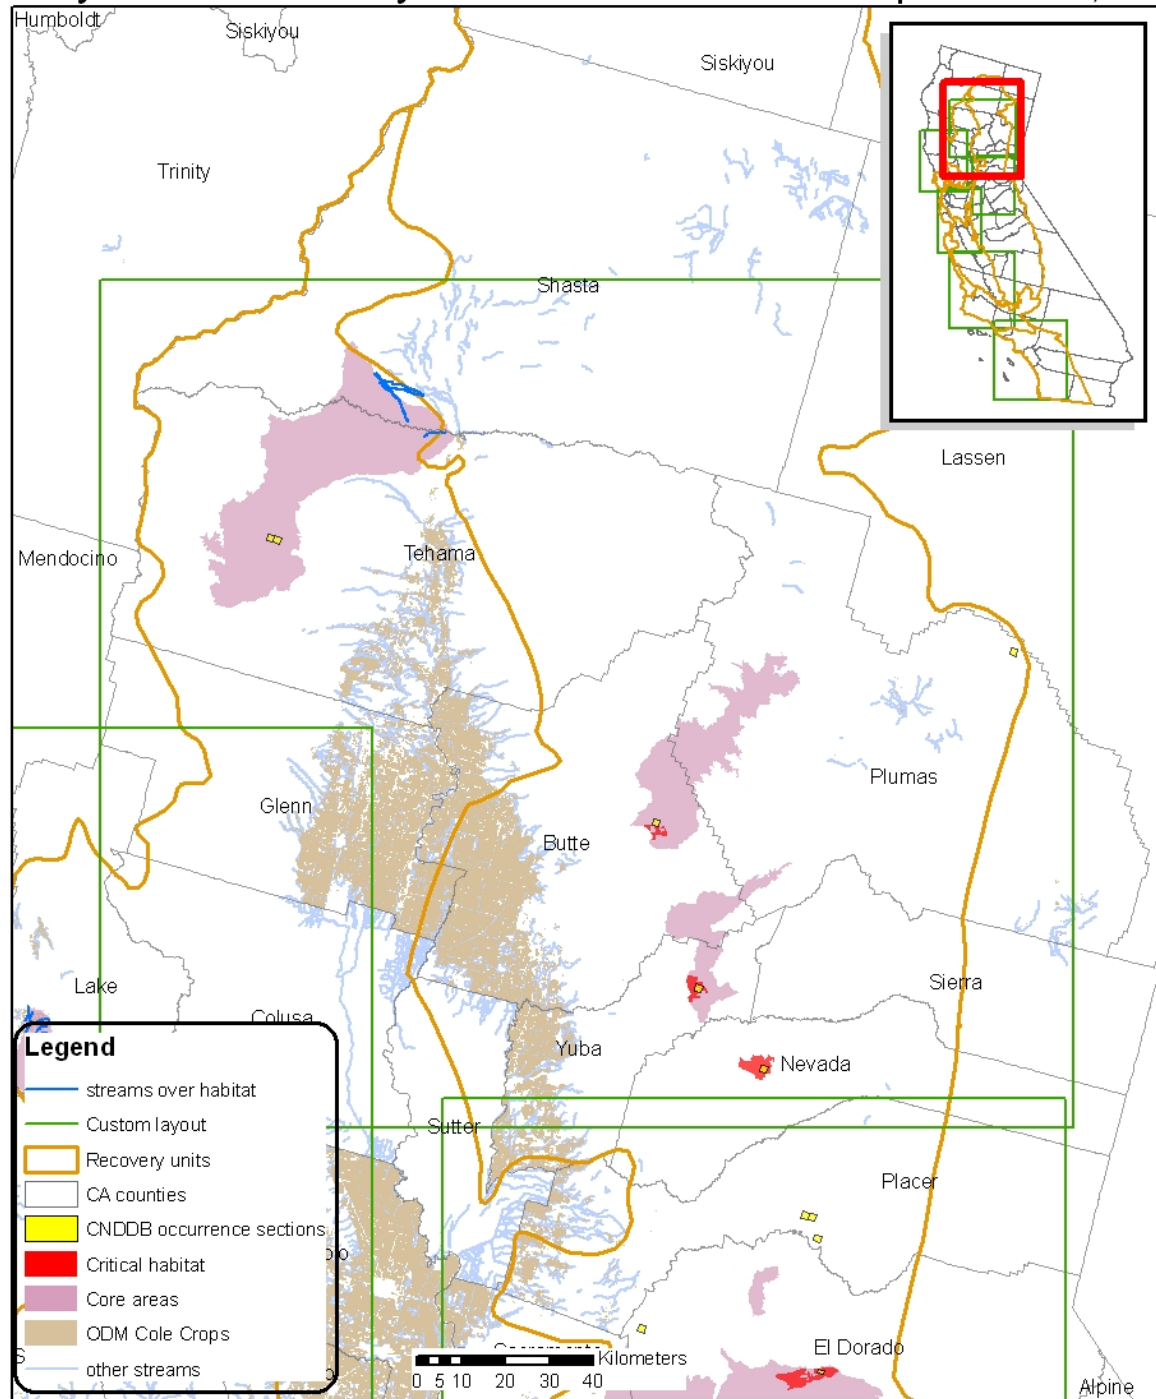 Humboldt
Siskiyou
Siskiyou
Trinity
Shasta
Lassen
Mendocino
Tehama
Plumas
Glenn
Butte
Lake
Sierra
Colusa
Yuba
Nevada
Sutter
Placer
El Dorado
Alpine
Legend
streams over habitat
Custom layout
Recovery units
CA counties
CNDDB occurrence sections
Critical habitat
Core areas
ODM Cole Crops
other streams
Kilometers
0 5 10 20 30 40